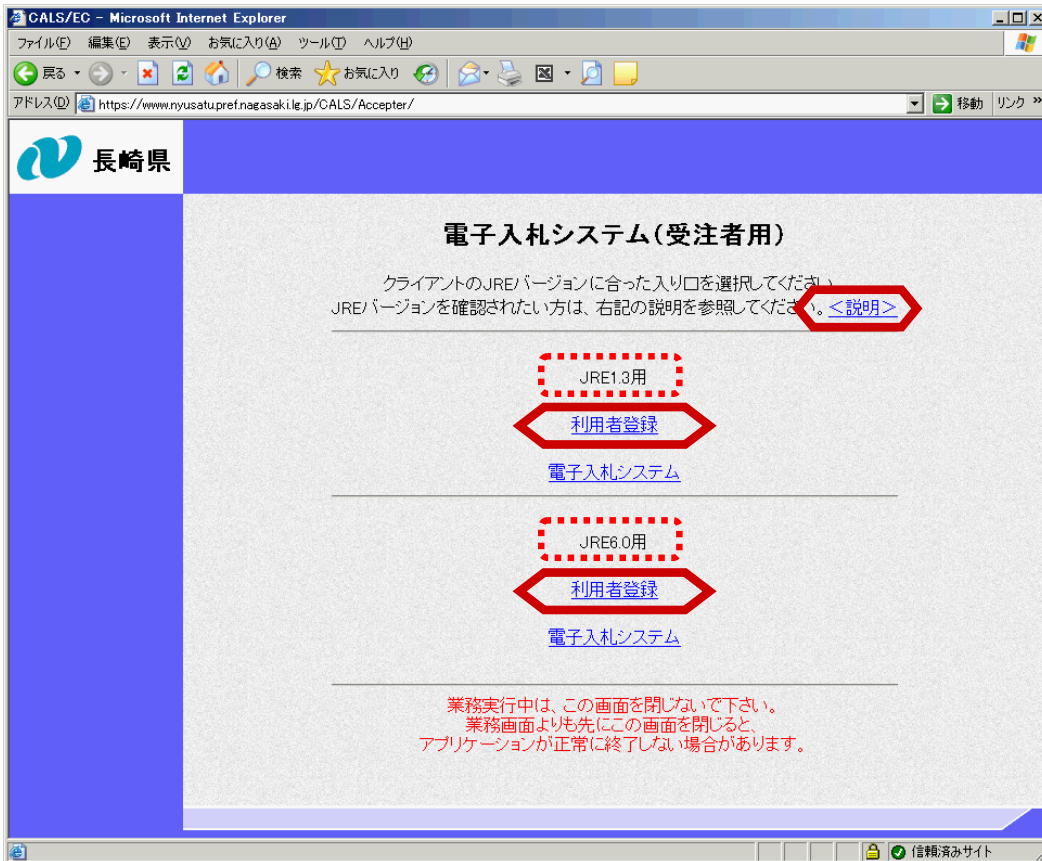 CALS/EC - Microsoft Internet Explorer
ファイル(F) 編集(E) 表示(V) お気に入り(A) ツール(T) ヘルプ(H)
戻る 検索 お気に入り
アドレス(D) https://www.nyusatu.pref.nagasaki.lg.jp/CALS/Accepter/ 移動 リンク »
長崎県
電子入札システム(受注者用)
クライアントのJREバージョンに合った入り口を選択してください
JREバージョンを確認されたい方は、右記の説明を参照してください。<説明>
JRE1.3用
利用者登録
電子入札システム
JRE6.0用
利用者登録
電子入札システム
業務実行中は、この画面を閉じないで下さい。
業務画面よりも先にこの画面を閉じると、
アプリケーションが正常に終了しない場合があります。
信頼済みサイト